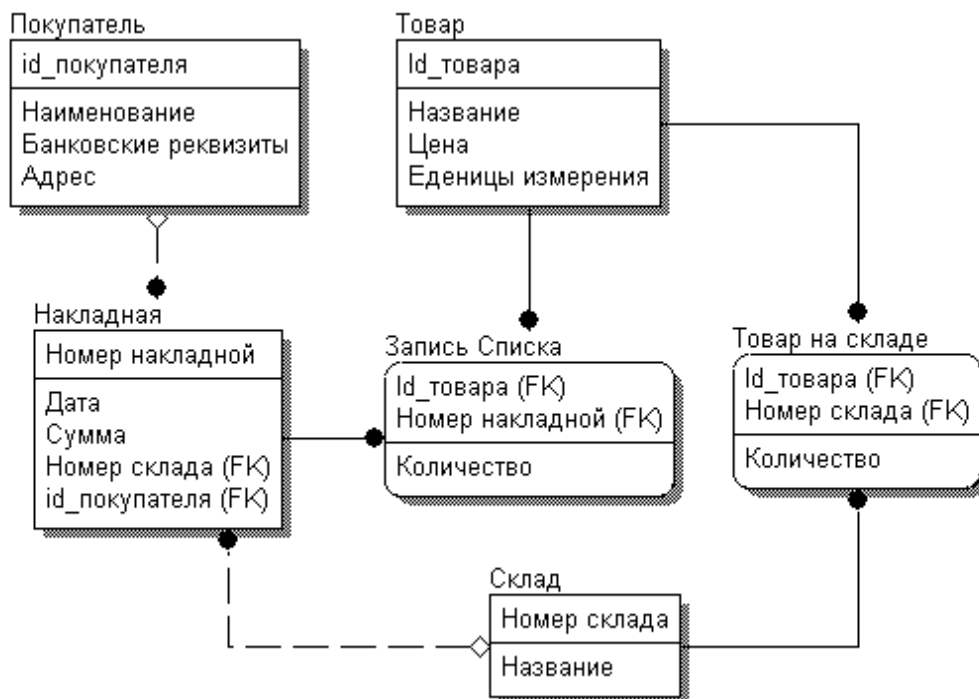 Покупатель
id_покупателя
Наименование
Банковские реквизиты
Адрес
Товар
Id_товара
Название
Цена
Еденицы измерения
Накладная
Номер накладной
Дата
Сумма
Номер склада (FK)
id_покупателя (FK)
Запись Списка
Id_товара (FK)
Номер накладной (FK)
Количество
Товар на складе
Id_товара (FK)
Номер склада (FK)
Количество
Склад
Номер склада
Название